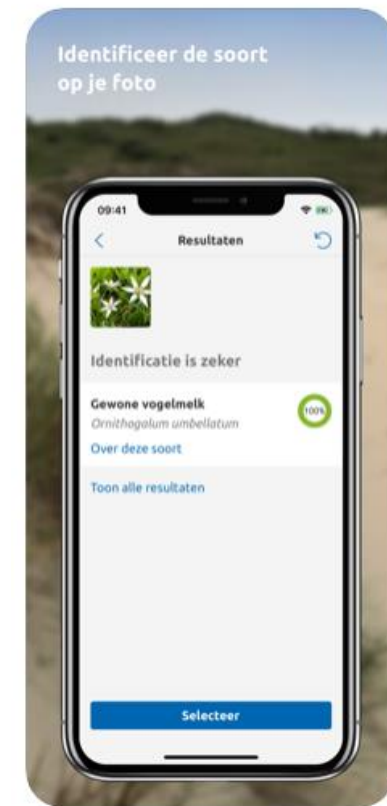 Identificeer de soort
op je foto
09:41
Resultaten
Identificatie is zeker
Gewone vogelmelk
100%
Ornithogalum umbellatum
Over deze soort
Toon alle resultaten
Selecteer